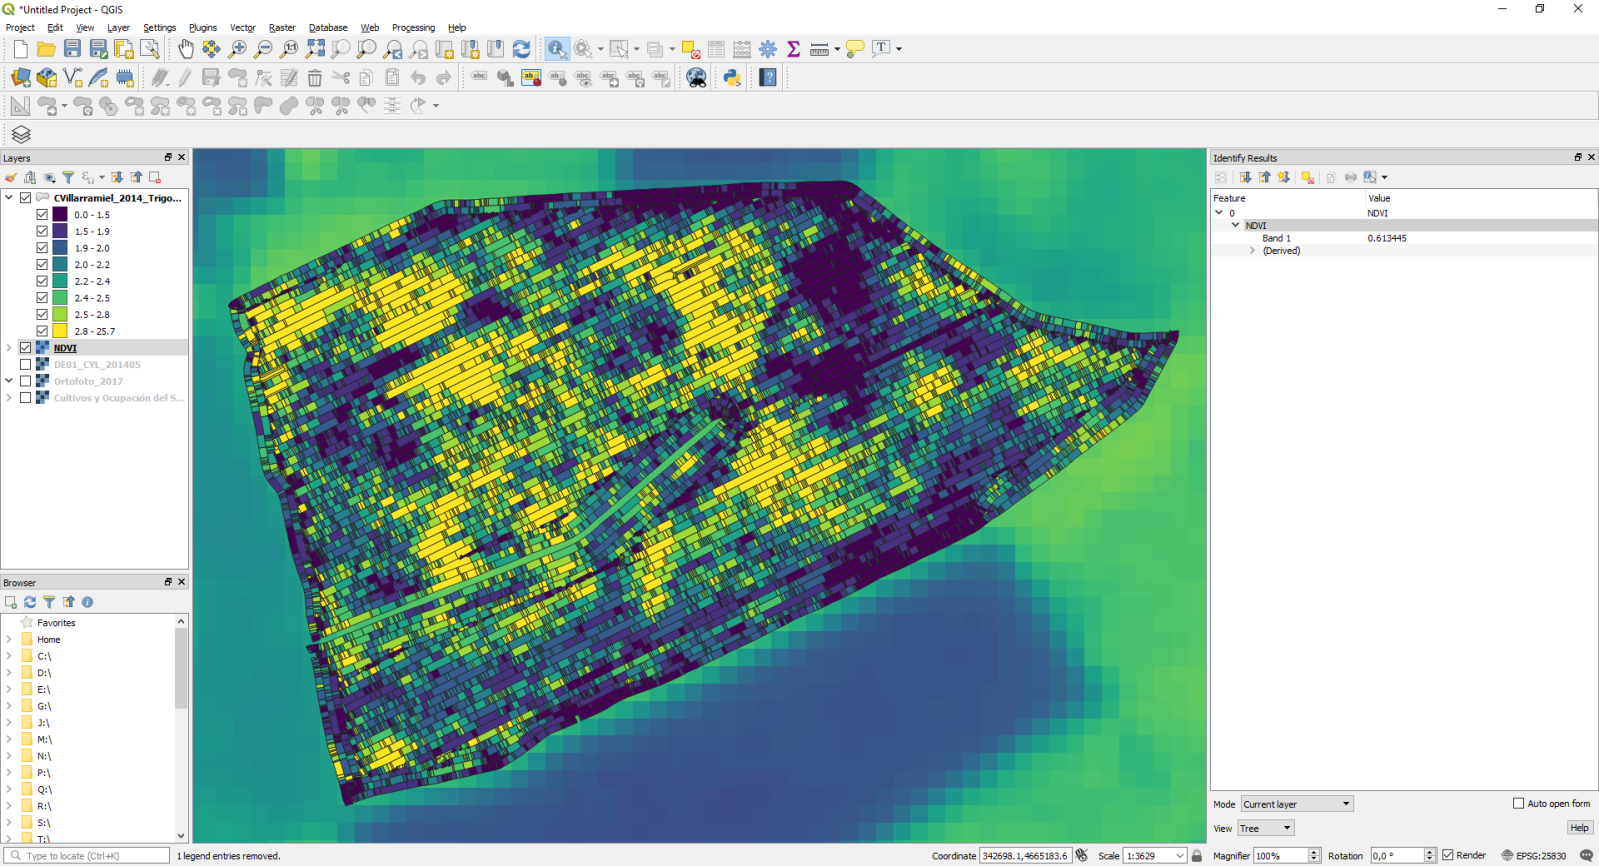 *Untitled Project - QGIS
Project Edit View Layer Settings Plugins Vector Raster Database Web Processing Help
Layers
CVillarramiel_2014_Trigo...
0.0 - 1.5
1.5 - 1.9
1.9 - 2.0
2.0 - 2.2
2.2 - 2.4
2.4 - 2.5
2.5 - 2.8
2.8 - 25.7
NDVI
DE01_CYL_201405
Ortofoto_2017
Cultivos y Ocupación del S...
Browser
Favorites
Home
C:\
D:\
E:\
G:\
J:\
M:\
N:\
P:\
Q:\
R:\
S:\
T:\
Identify Results
Feature Value
0 NDVI
NDVI
Band 1 0.613445
(Derived)
Mode Current layer Auto open form
View Tree Help
Type to locate (Ctrl+K) 1 legend entries removed. Coordinate 342698.1,4665183.6 Scale 1:3629 Magnifier 100% Rotation 0,0 ° Render EPSG:25830